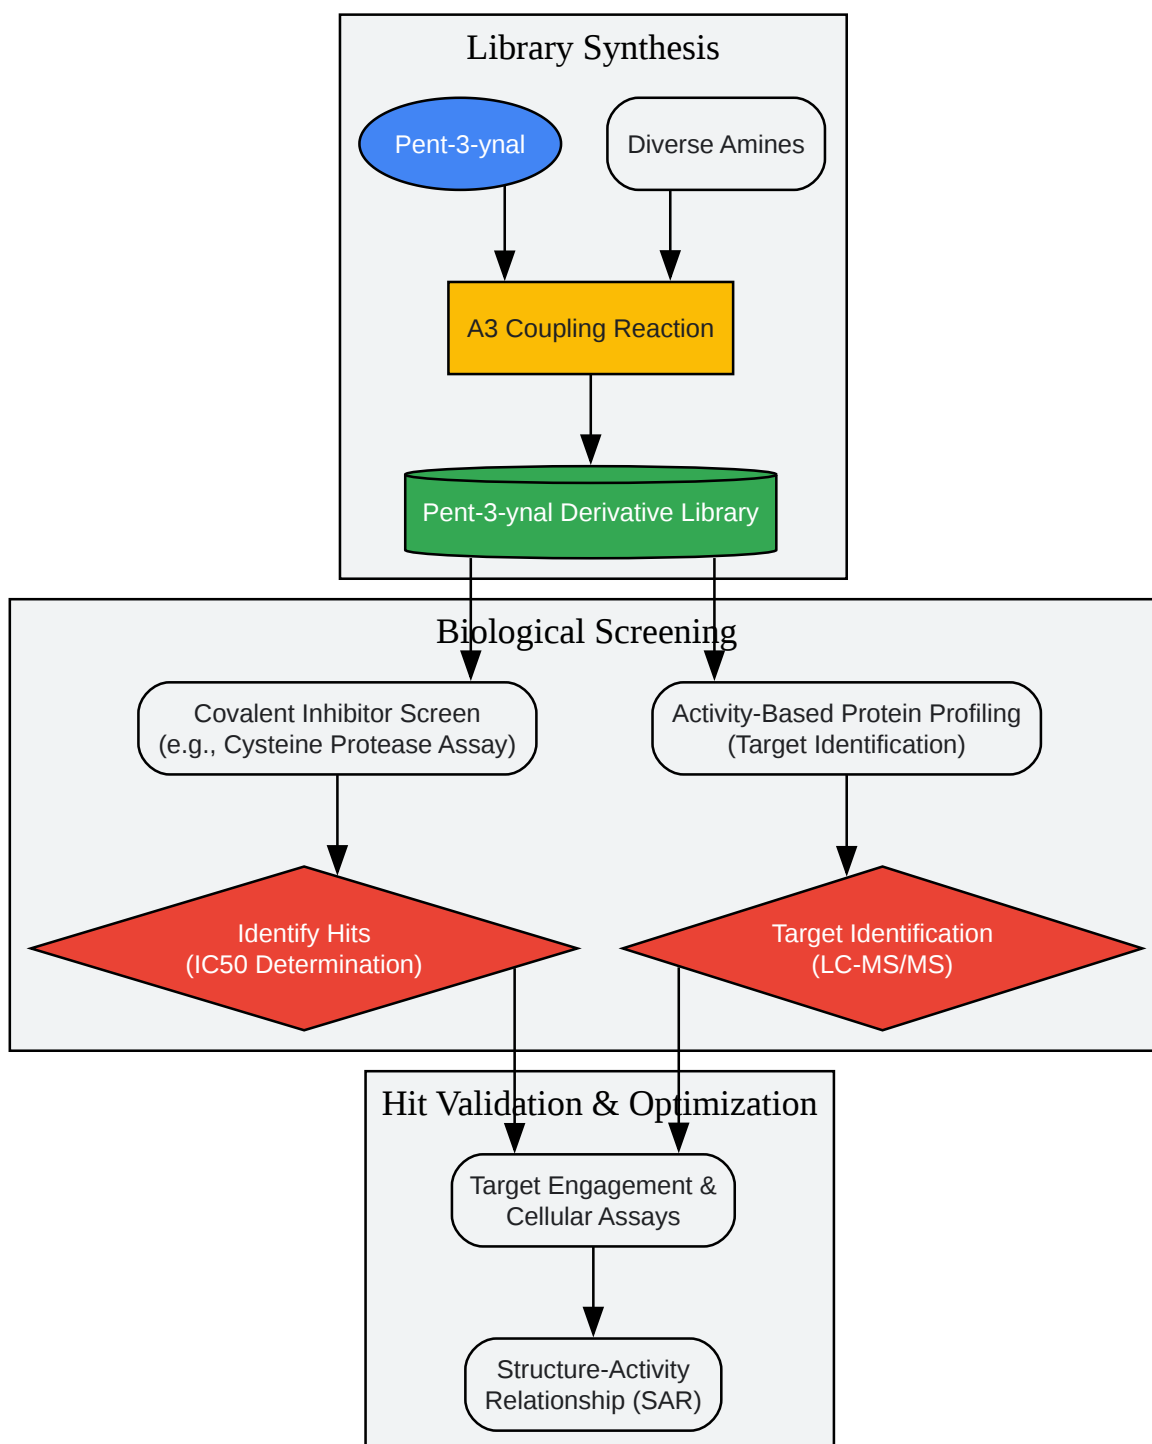 Library Synthesis
Pent-3-ynal
Diverse Amines
A3 Coupling Reaction
Pent-3-ynal Derivative Library
Biological Screening
Covalent Inhibitor Screen
(e.g., Cysteine Protease Assay)
Activity-Based Protein Profiling
(Target Identification)
Identify Hits
(IC50 Determination)
Target Identification
(LC-MS/MS)
Hit Validation & Optimization
Target Engagement &
Cellular Assays
Structure-Activity
Relationship (SAR)